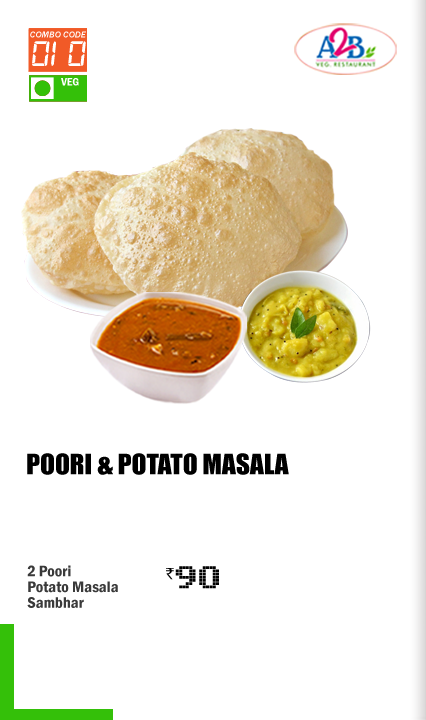 COMBO CODE
010
VEG
A2B
VEG. RESTAURANT
POORI & POTATO MASALA
2 Poori
Potato Masala
Sambhar
₹90